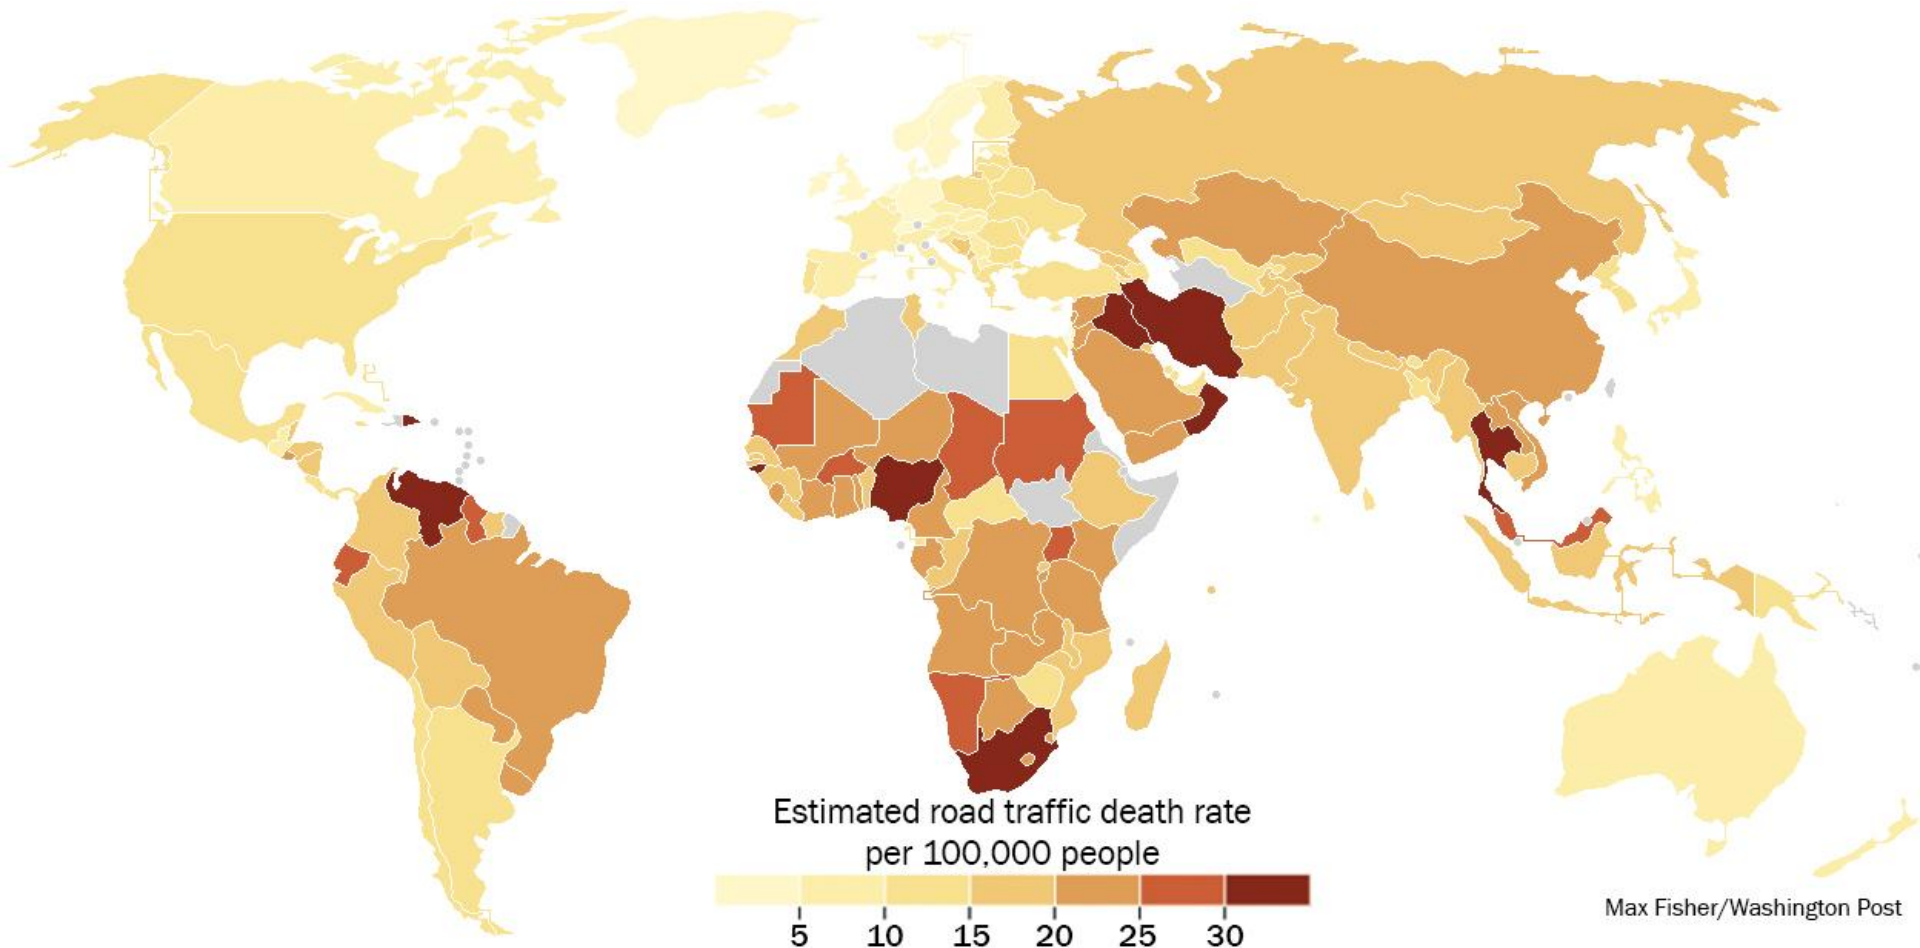 Estimated road traffic death rate
per 100,000 people
5 10 15 20 25 30
Max Fisher/Washington Post